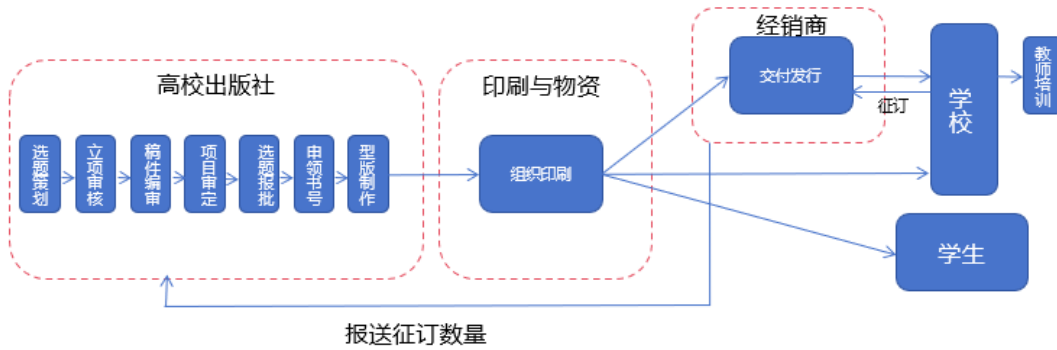 高校出版社
选题策划
立项审核
稿件编审
项目审定
选题报批
申领书号
型版制作
印刷与物资
组织印刷
经销商
交付发行
征订
学校
教师培训
学生
报送征订数量